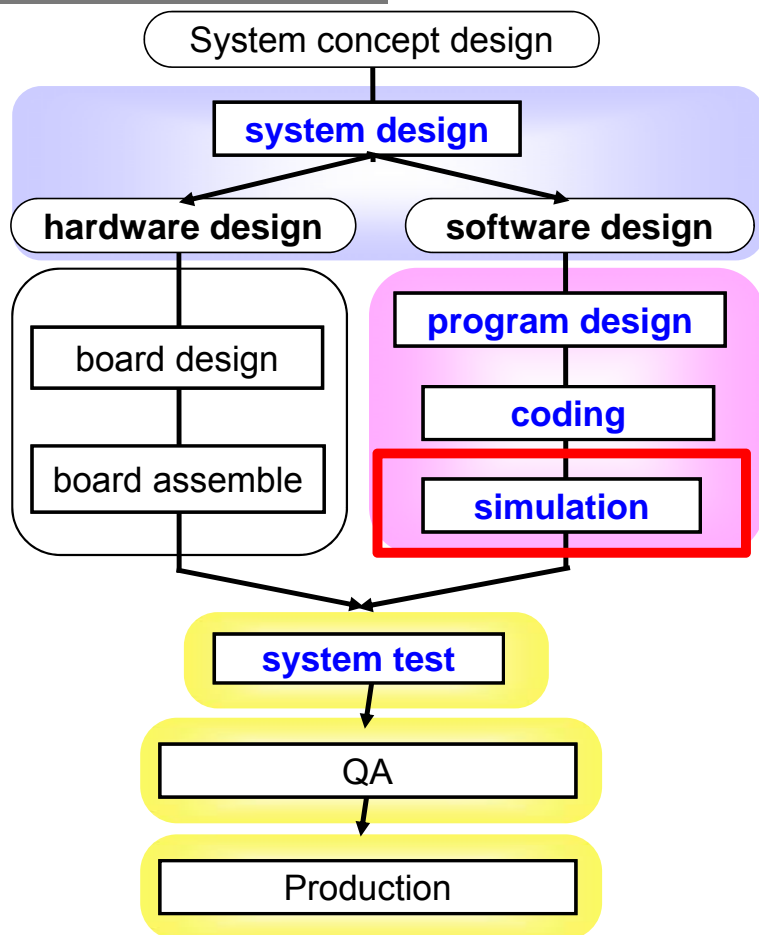 System concept design
system design
hardware design
software design
board design
board assemble
program design
coding
simulation
system test
QA
Production